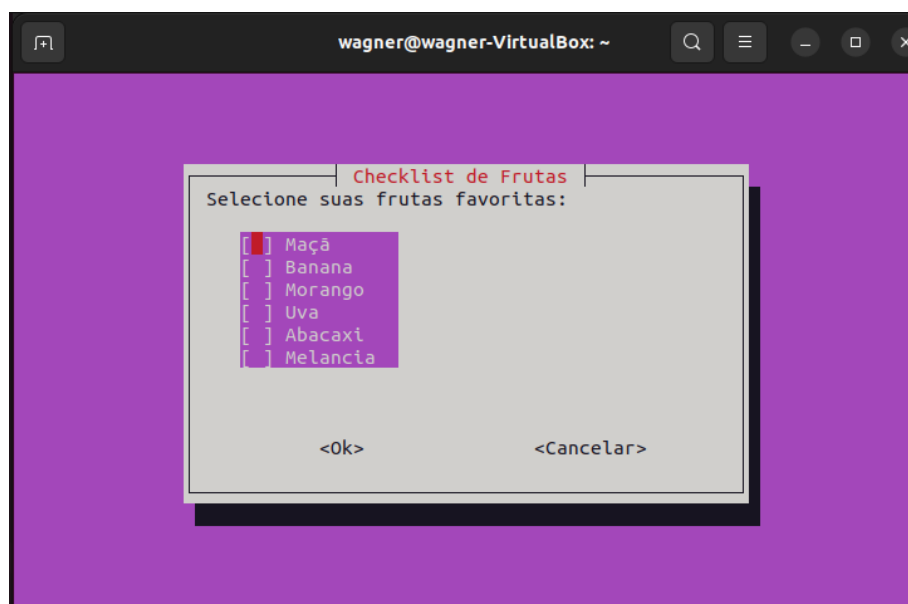 wagner@wagner-VirtualBox: ~
Checklist de Frutas
Selecione suas frutas favoritas:
[ ] Maçã
[ ] Banana
[ ] Morango
[ ] Uva
[ ] Abacaxi
[ ] Melancia
<Ok> <Cancelar>